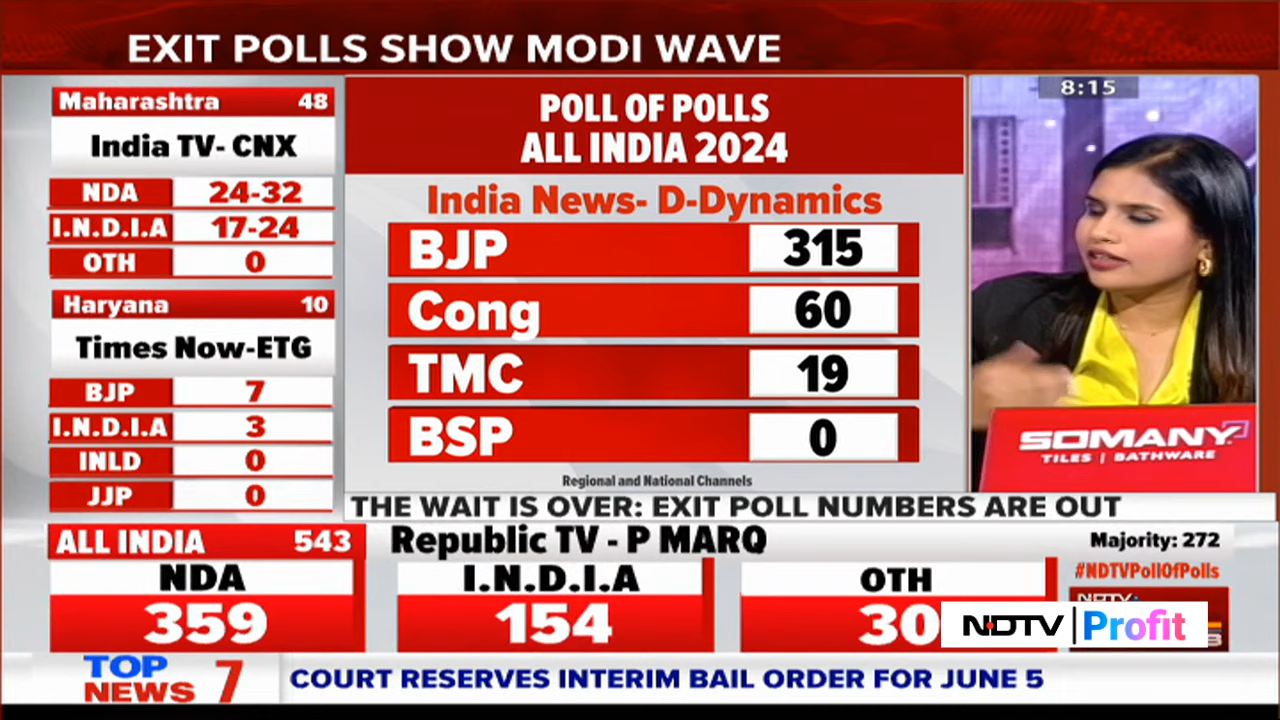 EXIT POLLS SHOW MODI WAVE
Maharashtra 48
India TV- CNX
NDA 24-32
I.N.D.I.A 17-24
OTH 0
Haryana 10
Times Now-ETG
BJP 7
I.N.D.I.A 3
INLD 0
JJP 0
POLL OF POLLS
ALL INDIA 2024
India News- D-Dynamics
BJP 315
Cong 60
TMC 19
BSP 0
Regional and National Channels
8:15
SOMANY
TILES | BATHWARE
THE WAIT IS OVER: EXIT POLL NUMBERS ARE OUT
ALL INDIA 543
Republic TV - P MARQ
Majority: 272
NDA
359
I.N.D.I.A
154
OTH
30
#NDTVPollOfPolls
NDTV
NDTV Profit
TOP NEWS 7
COURT RESERVES INTERIM BAIL ORDER FOR JUNE 5